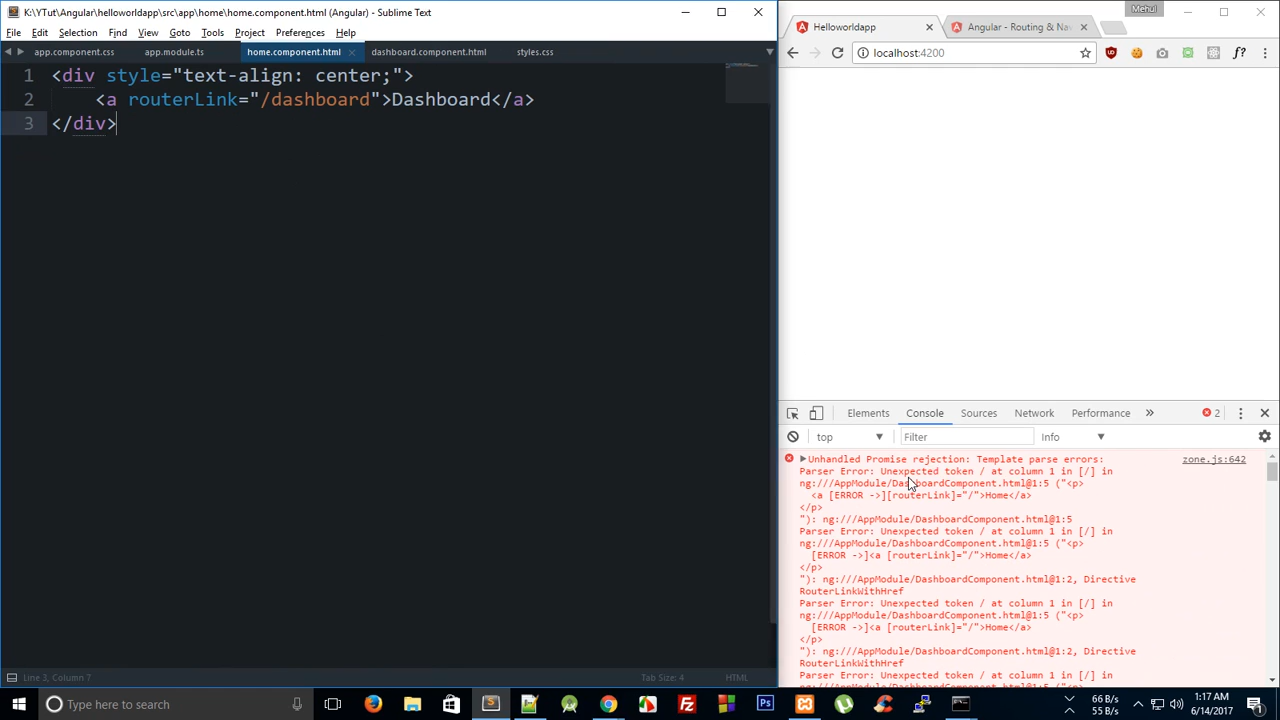 K:\YTut\Angular\helloworldapp\src\app\home\home.component.html (Angular) - Sublime Text
File Edit Selection Find View Goto Tools Project Preferences Help
app.component.css app.module.ts home.component.html dashboard.component.html styles.css
1 <div style="text-align: center;">
2 <a routerLink="/dashboard">Dashboard</a>
3 </div>
Line 3, Column 7 Tab Size: 4 HTML
Mehul
Helloworldapp Angular - Routing & Na
localhost:4200
Elements Console Sources Network Performance 2
top Filter Info
Unhandled Promise rejection: Template parse errors: zone.js:642
Parser Error: Unexpected token / at column 1 in [/] in
ng:///AppModule/DashboardComponent.html@1:5 ("<p>
<a [ERROR ->][routerLink]="/">Home</a>
</p>
"): ng:///AppModule/DashboardComponent.html@1:5
Parser Error: Unexpected token / at column 1 in [/] in
ng:///AppModule/DashboardComponent.html@1:5 ("<p>
[ERROR ->]<a [routerLink]="/">Home</a>
</p>
"): ng:///AppModule/DashboardComponent.html@1:2, Directive
RouterLinkWithHref
Parser Error: Unexpected token / at column 1 in [/] in
ng:///AppModule/DashboardComponent.html@1:5 ("<p>
[ERROR ->]<a [routerLink]="/">Home</a>
</p>
"): ng:///AppModule/DashboardComponent.html@1:2, Directive
RouterLinkWithHref
Parser Error: Unexpected token / at column 1 in [/] in
Type here to search
66 B/s
55 B/s
1:17 AM
6/14/2017